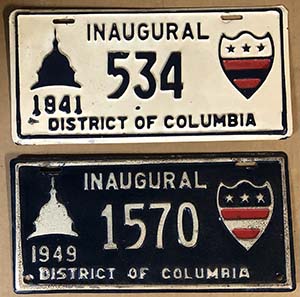 INAUGURAL
534
1941
DISTRICT OF COLUMBIA
INAUGURAL
1570
1949
DISTRICT OF COLUMBIA